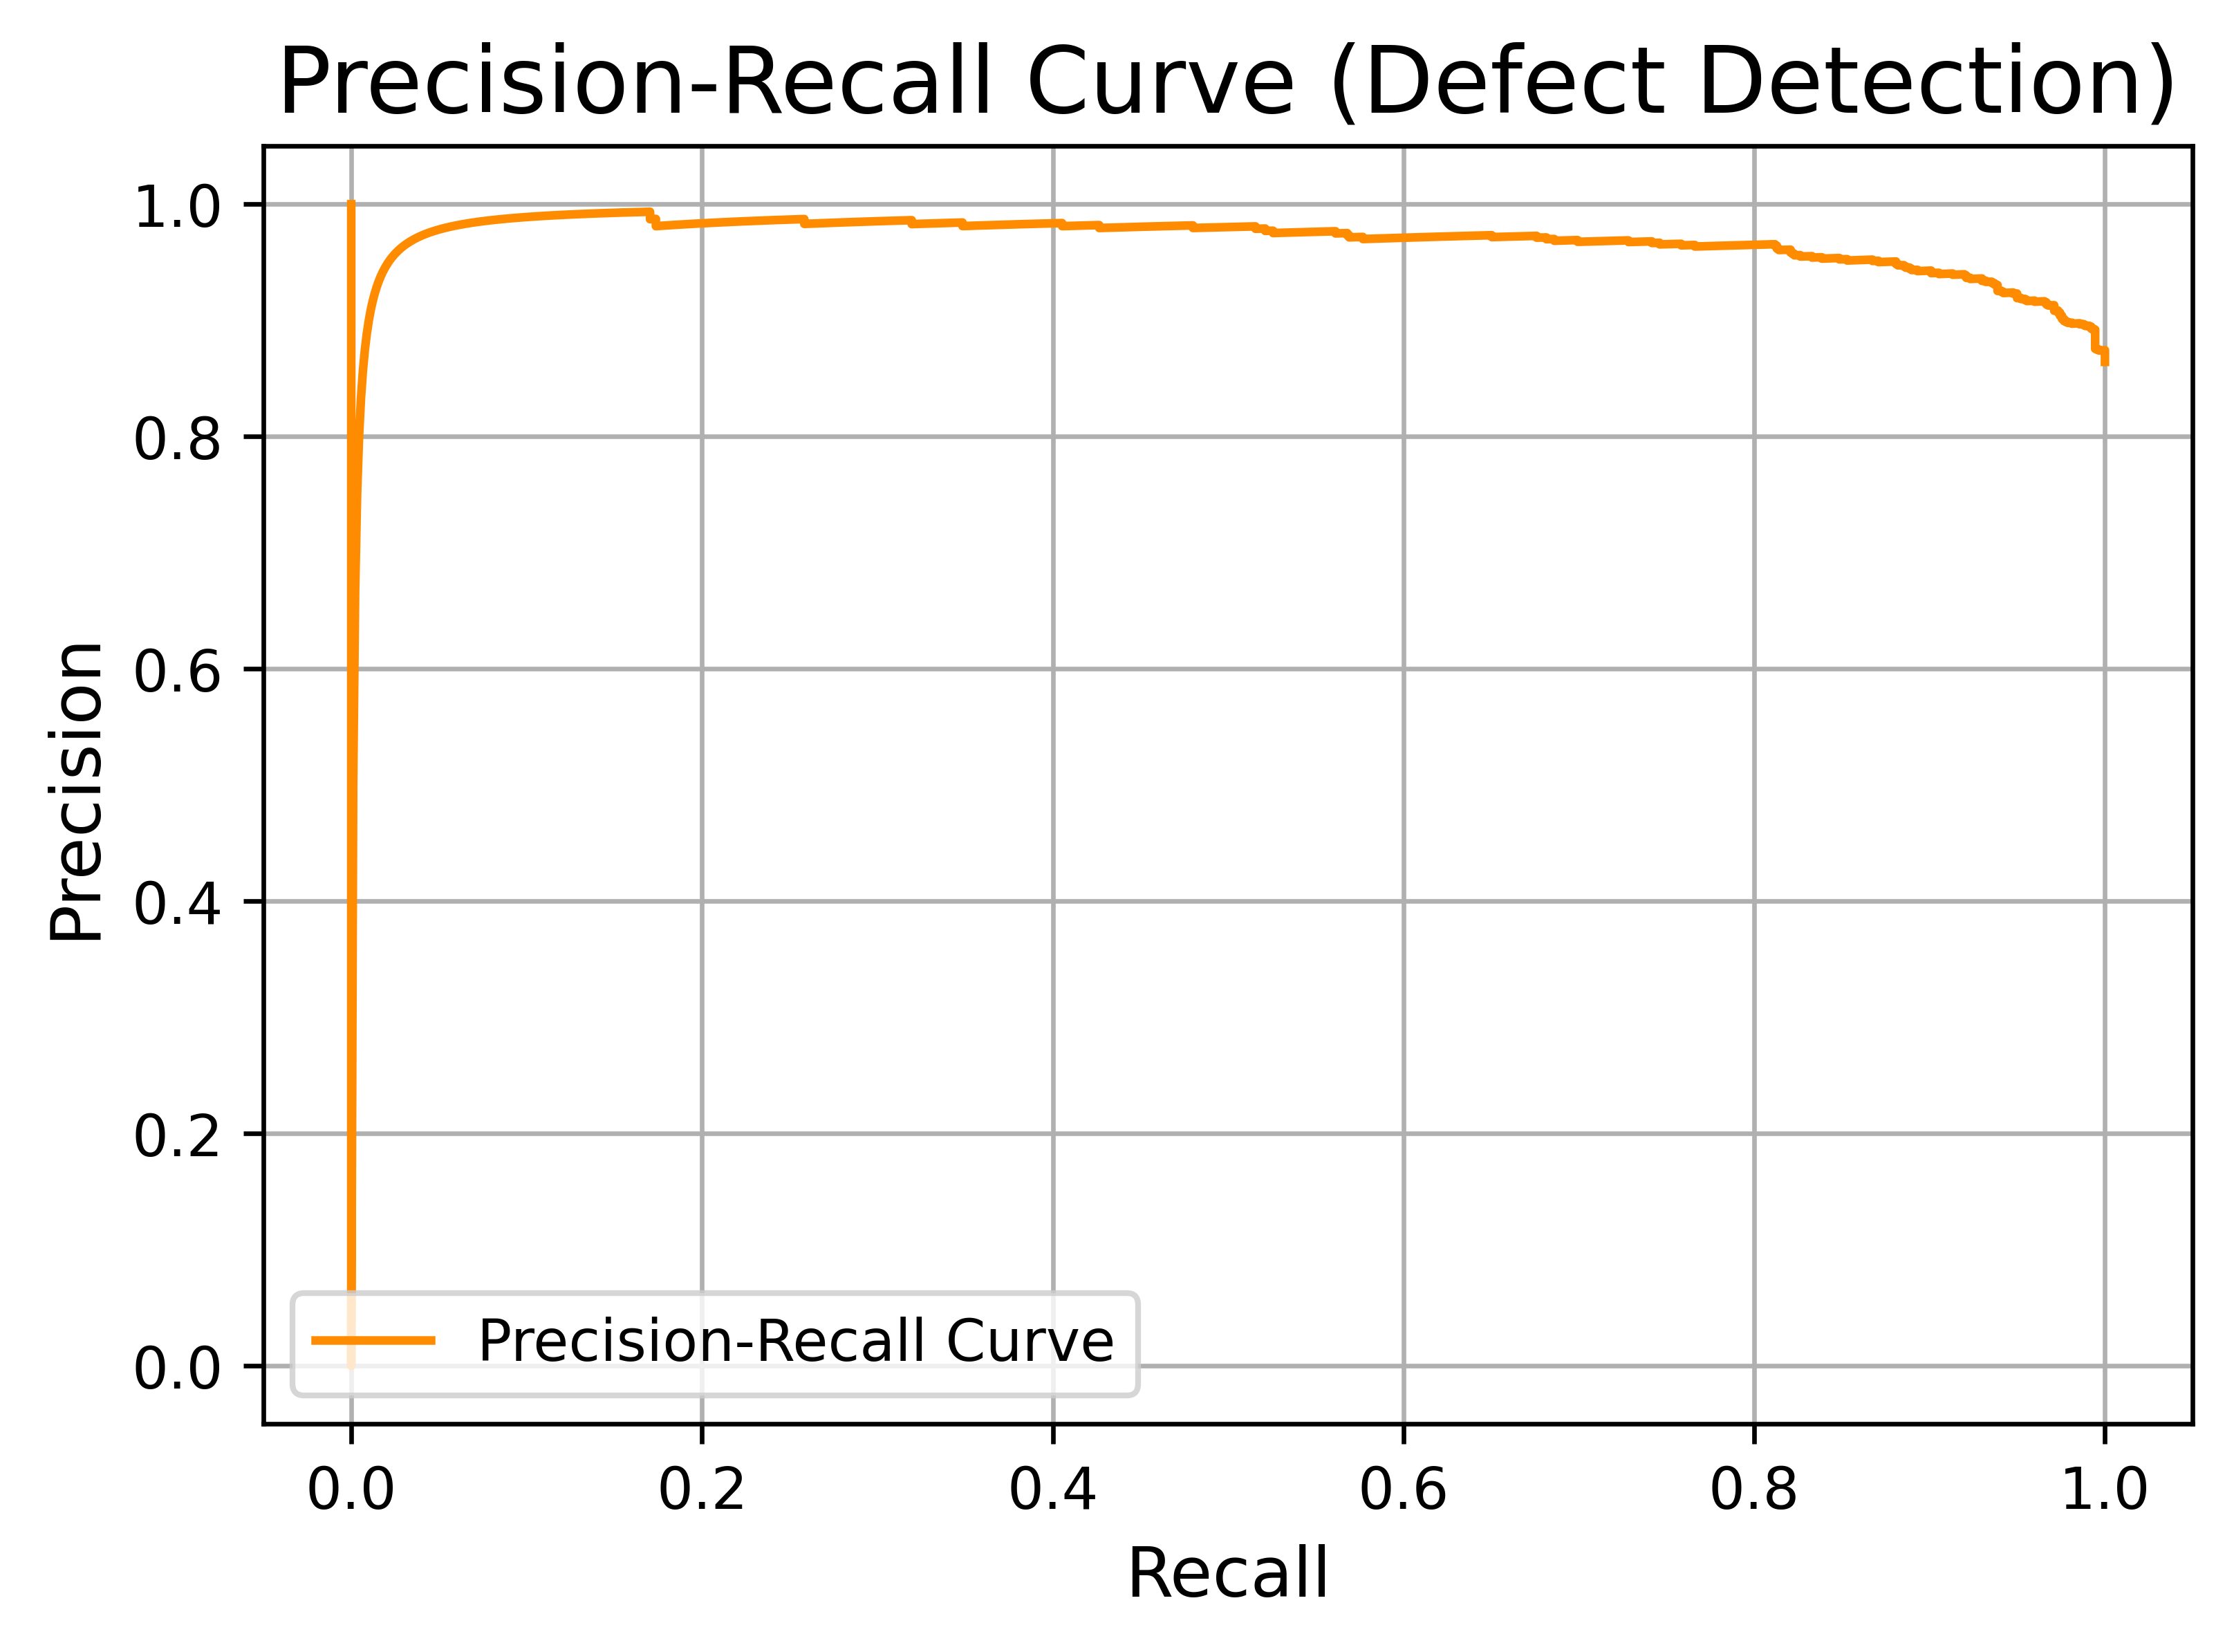 Precision-Recall Curve (Defect Detection)
1.0
0.8
0.6
0.4
0.2
0.0
Precision
Precision-Recall Curve
0.0 0.2 0.4 0.6 0.8 1.0
Recall